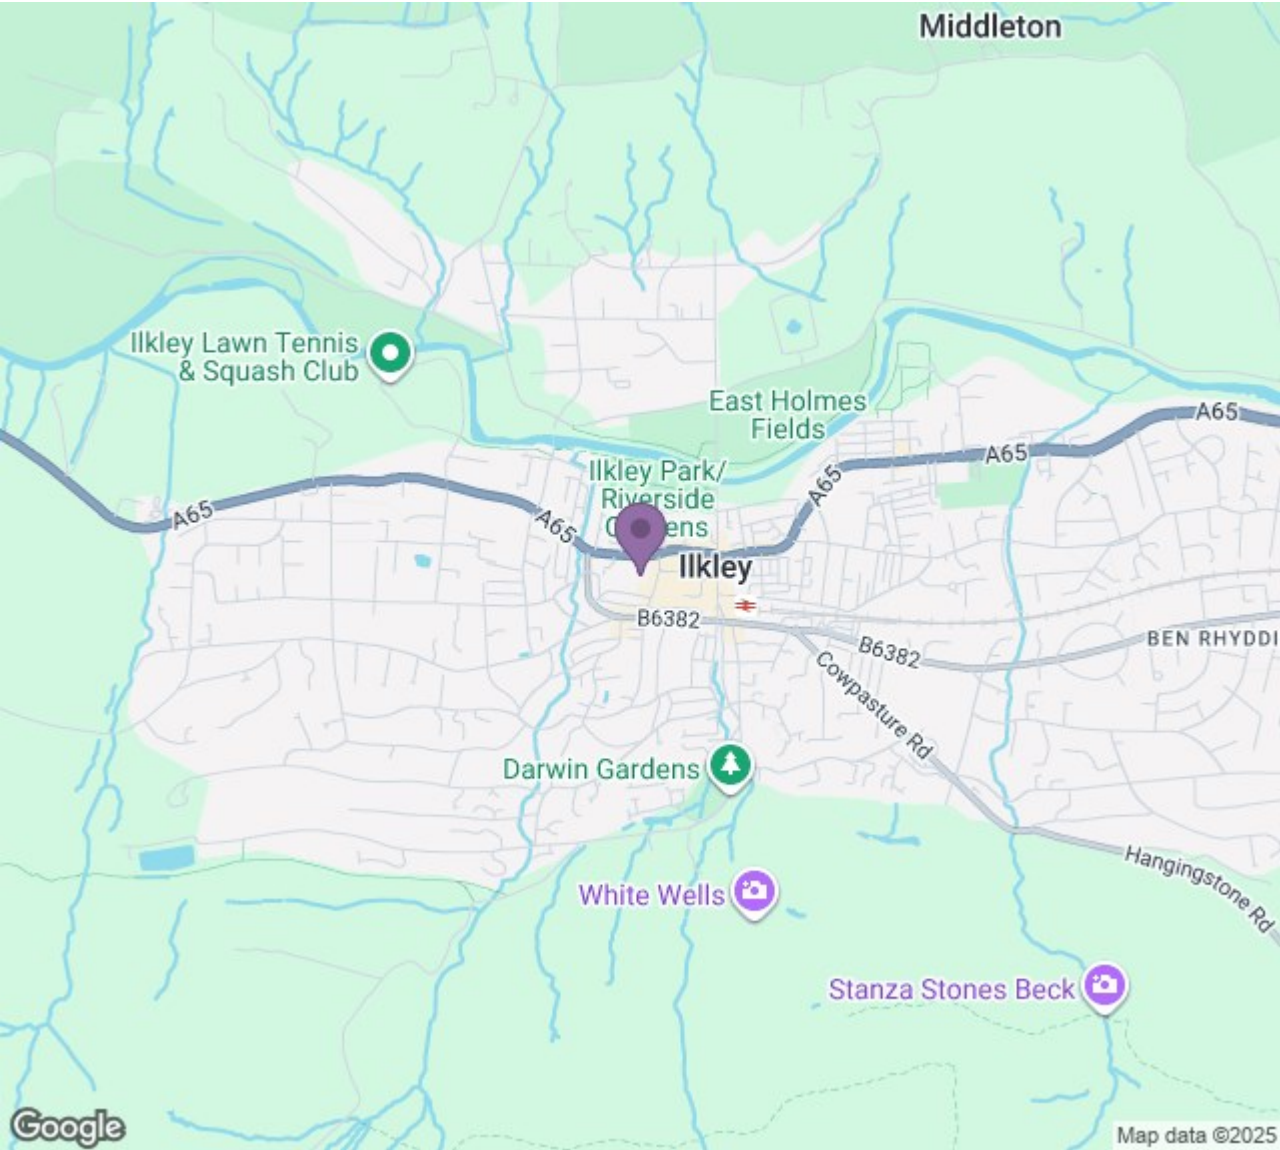 Middleton
Ilkley Lawn Tennis
& Squash Club
East Holmes
Fields
A65
A65
A65
Ilkley Park/
Riverside
A65
A65
Ilkley
B6382
B6382
BEN RHYDDI
Cowpasture Rd
Darwin Gardens
Hangingstone Rd
White Wells
Stanza Stones Beck
Google
Map data ©2025